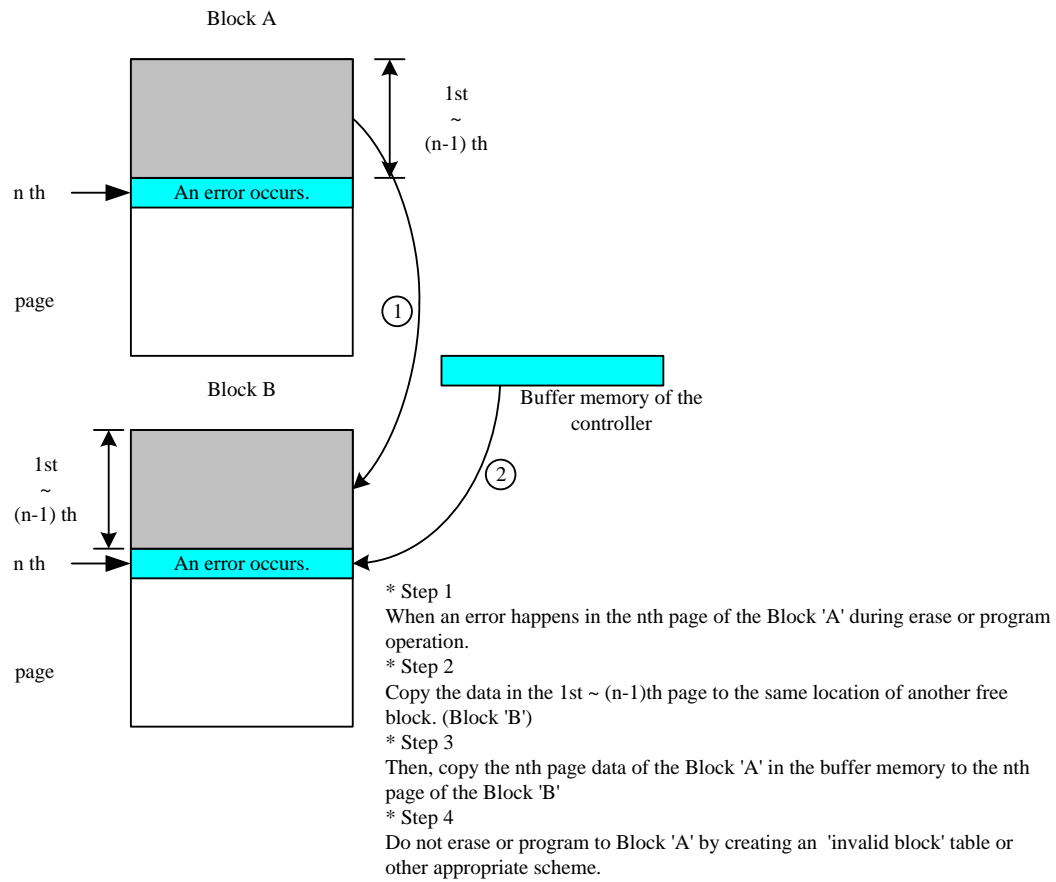 Block A
1st
~
(n-1) th
n th
An error occurs.
page
1
Block B
Buffer memory of the
controller
1st
~
(n-1) th
2
n th
An error occurs.
page
* Step 1
When an error happens in the nth page of the Block 'A' during erase or program
operation.
* Step 2
Copy the data in the 1st ~ (n-1)th page to the same location of another free
block. (Block 'B')
* Step 3
Then, copy the nth page data of the Block 'A' in the buffer memory to the nth
page of the Block 'B'
* Step 4
Do not erase or program to Block 'A' by creating an 'invalid block' table or
other appropriate scheme.